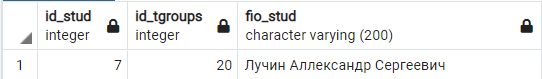 id_stud id_tgroups fio_stud
integer integer character varying (200)
1 7 20 Лучин Аллександр Сергеевич